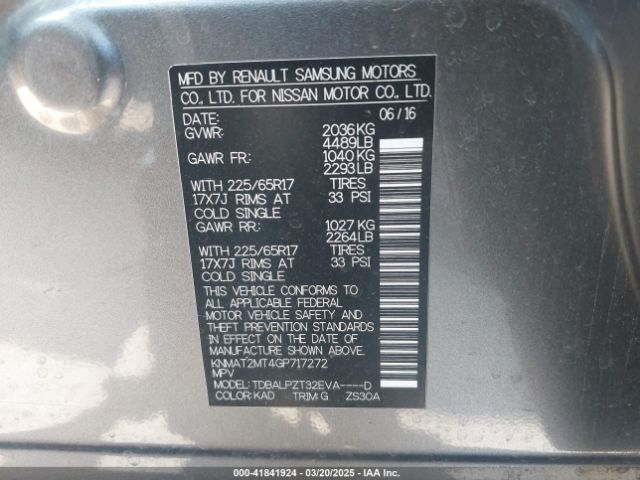 MFD BY RENAULT SAMSUNG MOTORS
CO., LTD. FOR NISSAN MOTOR CO., LTD.
DATE: 06/16
GVWR: 2036KG
4489LB
GAWR FR: 1040KG
2293LB
WITH 225/65R17 TIRES
17X7J RIMS AT 33 PSI
COLD SINGLE
GAWR RR: 1027KG
2264LB
WITH 225/65R17 TIRES
17X7J RIMS AT 33 PSI
COLD SINGLE
THIS VEHICLE CONFORMS TO
ALL APPLICABLE FEDERAL
MOTOR VEHICLE SAFETY AND
THEFT PREVENTION STANDARDS
IN EFFECT ON THE DATE OF
MANUFACTURE SHOWN ABOVE.
KNMAT2MT4GP717272
MPV
MODEL: TDBALPZT32EVA----D
COLOR: KAD TRIM: G ZS30A
000-41841924 | 03/20/2025 | IAA Inc.